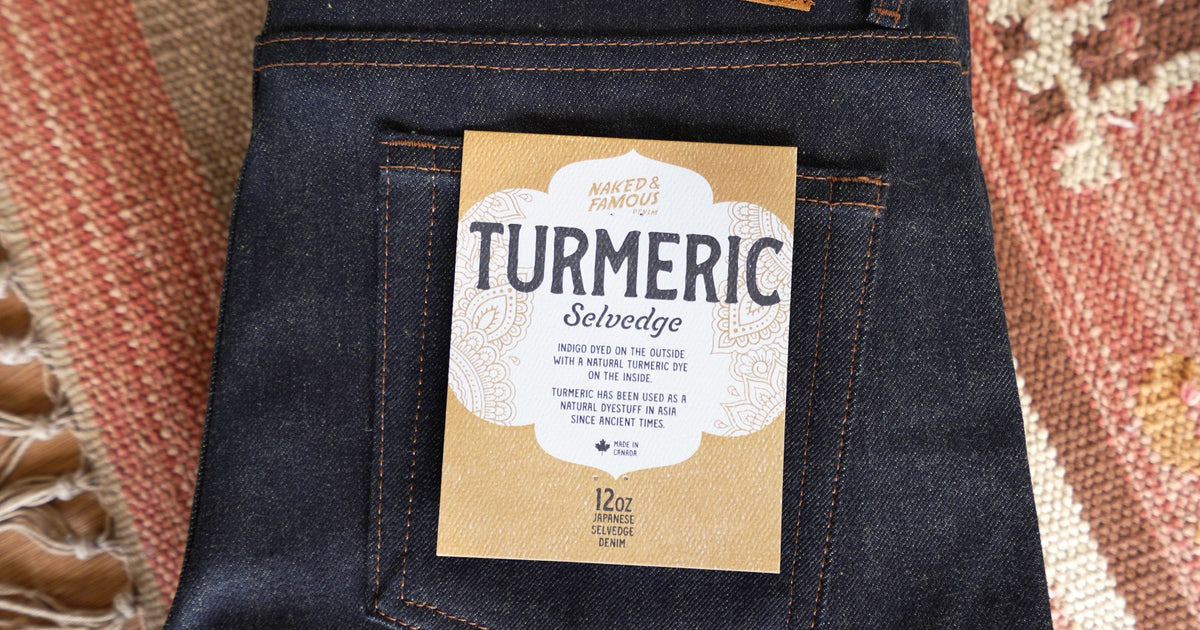 NAKED &
FAMOUS
DENIM
TURMERIC
Selvedge
INDIGO DYED ON THE OUTSIDE
WITH A NATURAL TURMERIC DYE
ON THE INSIDE.
TURMERIC HAS BEEN USED AS A
NATURAL DYESTUFF IN ASIA
SINCE ANCIENT TIMES.
MADE IN
CANADA
12OZ
JAPANESE
SELVEDGE
DENIM